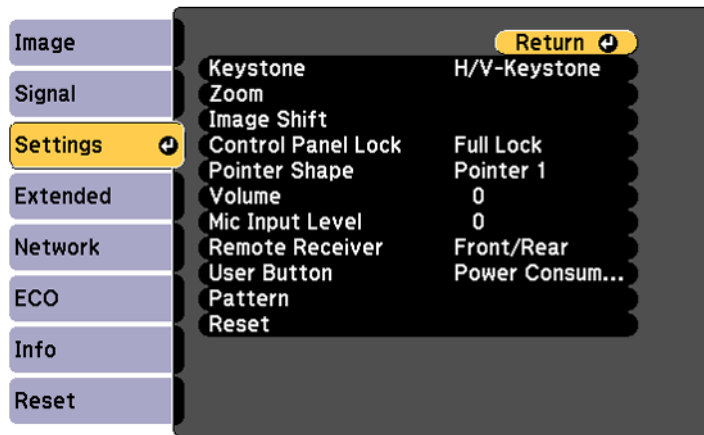 Image
Signal
Settings
Extended
Network
ECO
Info
Reset
Return
Keystone H/V-Keystone
Zoom
Image Shift
Control Panel Lock Full Lock
Pointer Shape Pointer 1
Volume 0
Mic Input Level 0
Remote Receiver Front/Rear
User Button Power Consum...
Pattern
Reset